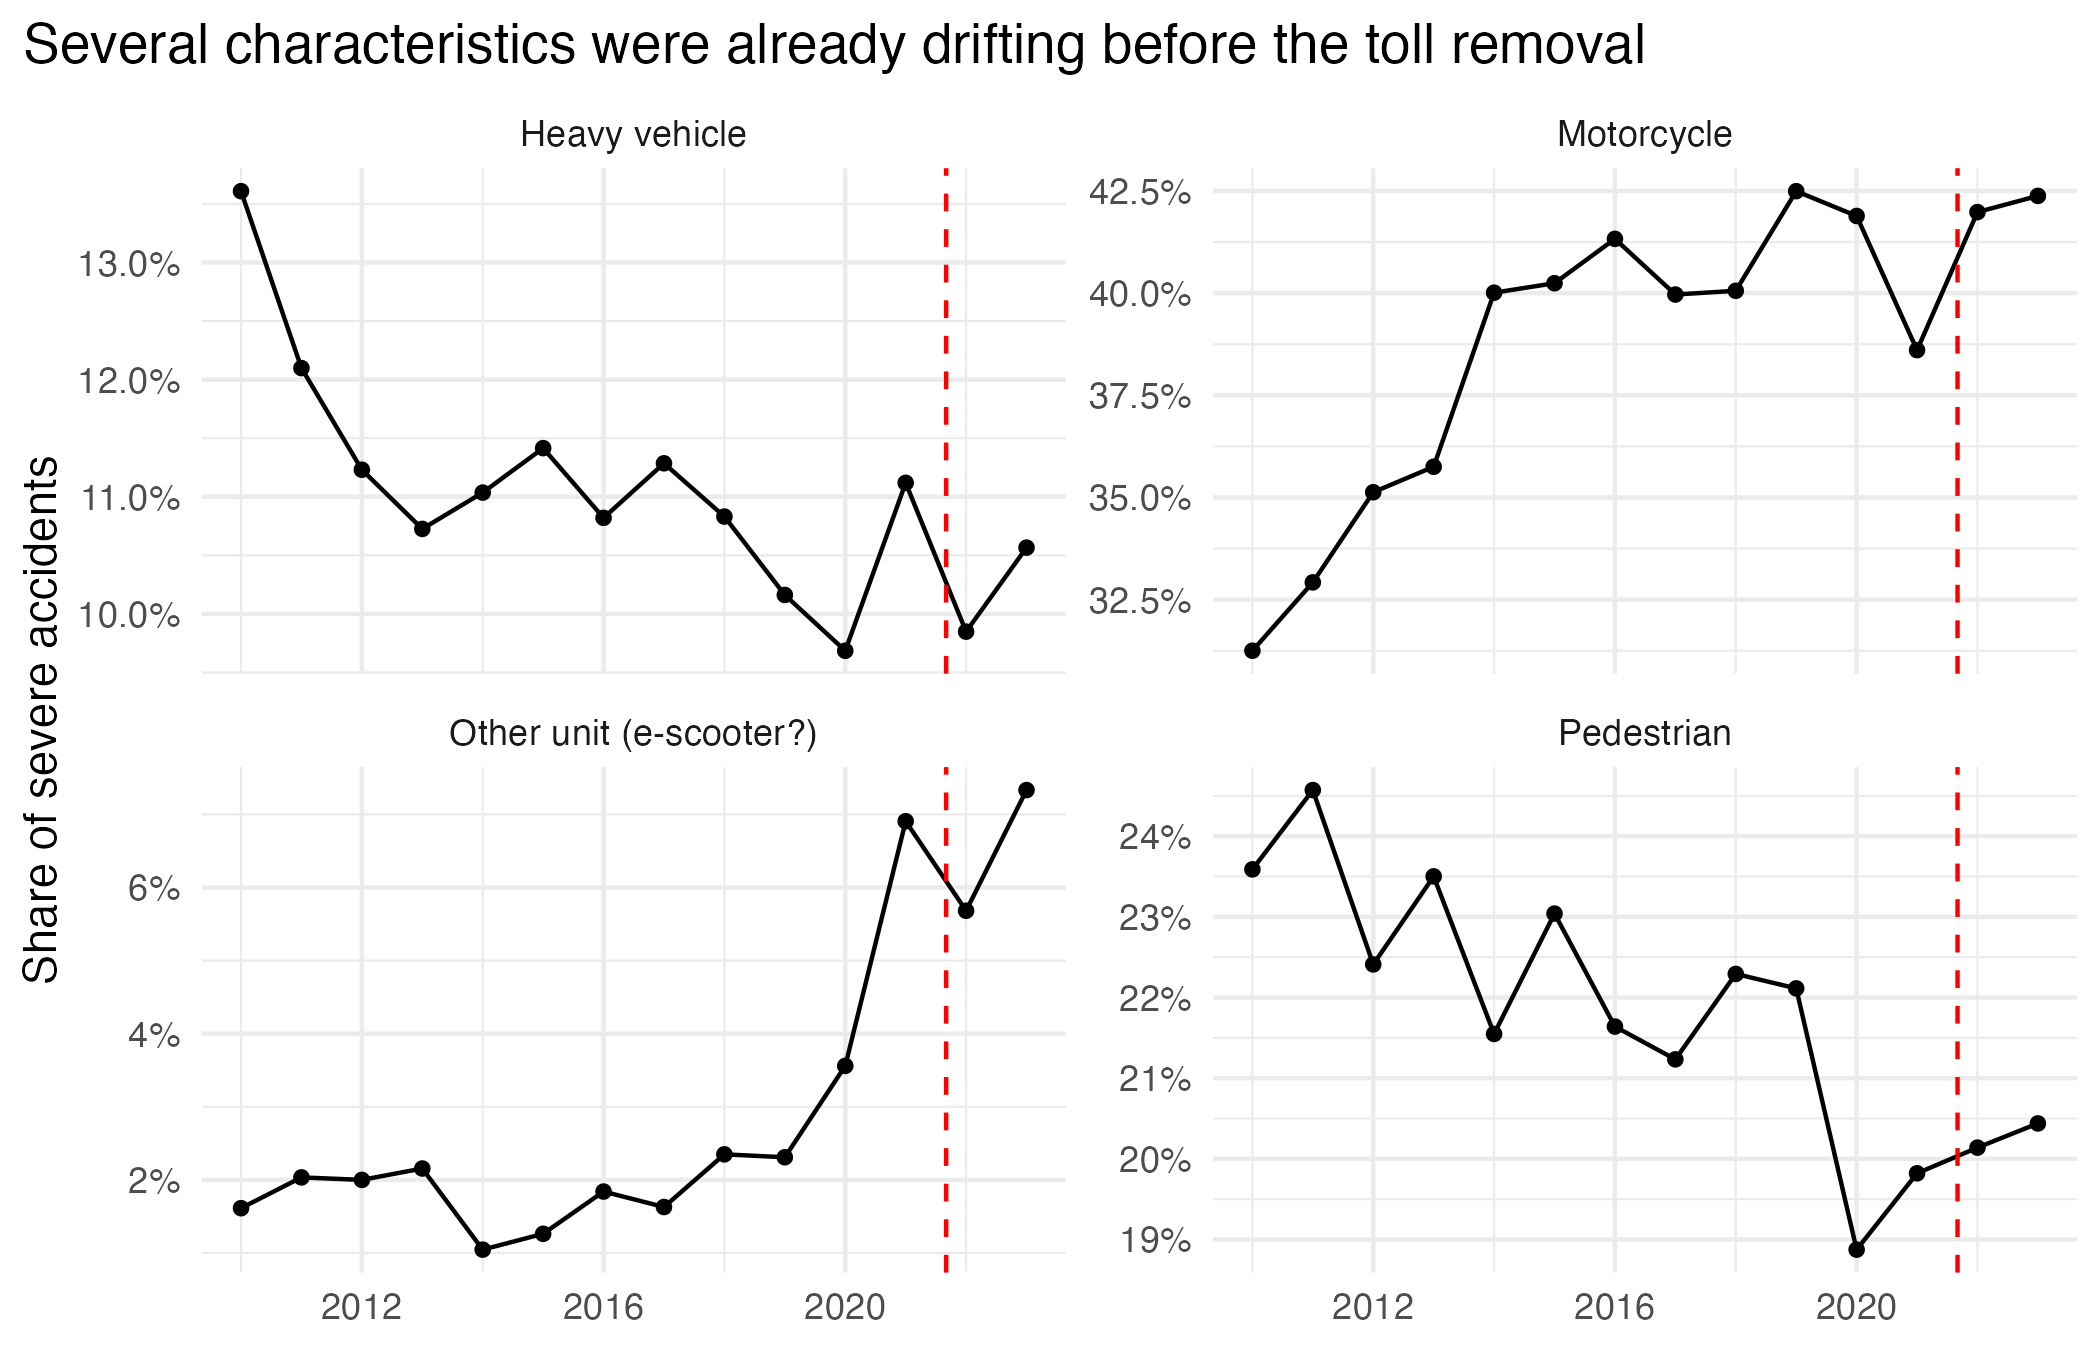 Several characteristics were already drifting before the toll removal
Share of severe accidents
Heavy vehicle
13.0%
12.0%
11.0%
10.0%
Motorcycle
42.5%
40.0%
37.5%
35.0%
32.5%
Other unit (e-scooter?)
6%
4%
2%
2012 2016 2020
Pedestrian
24%
23%
22%
21%
20%
19%
2012 2016 2020